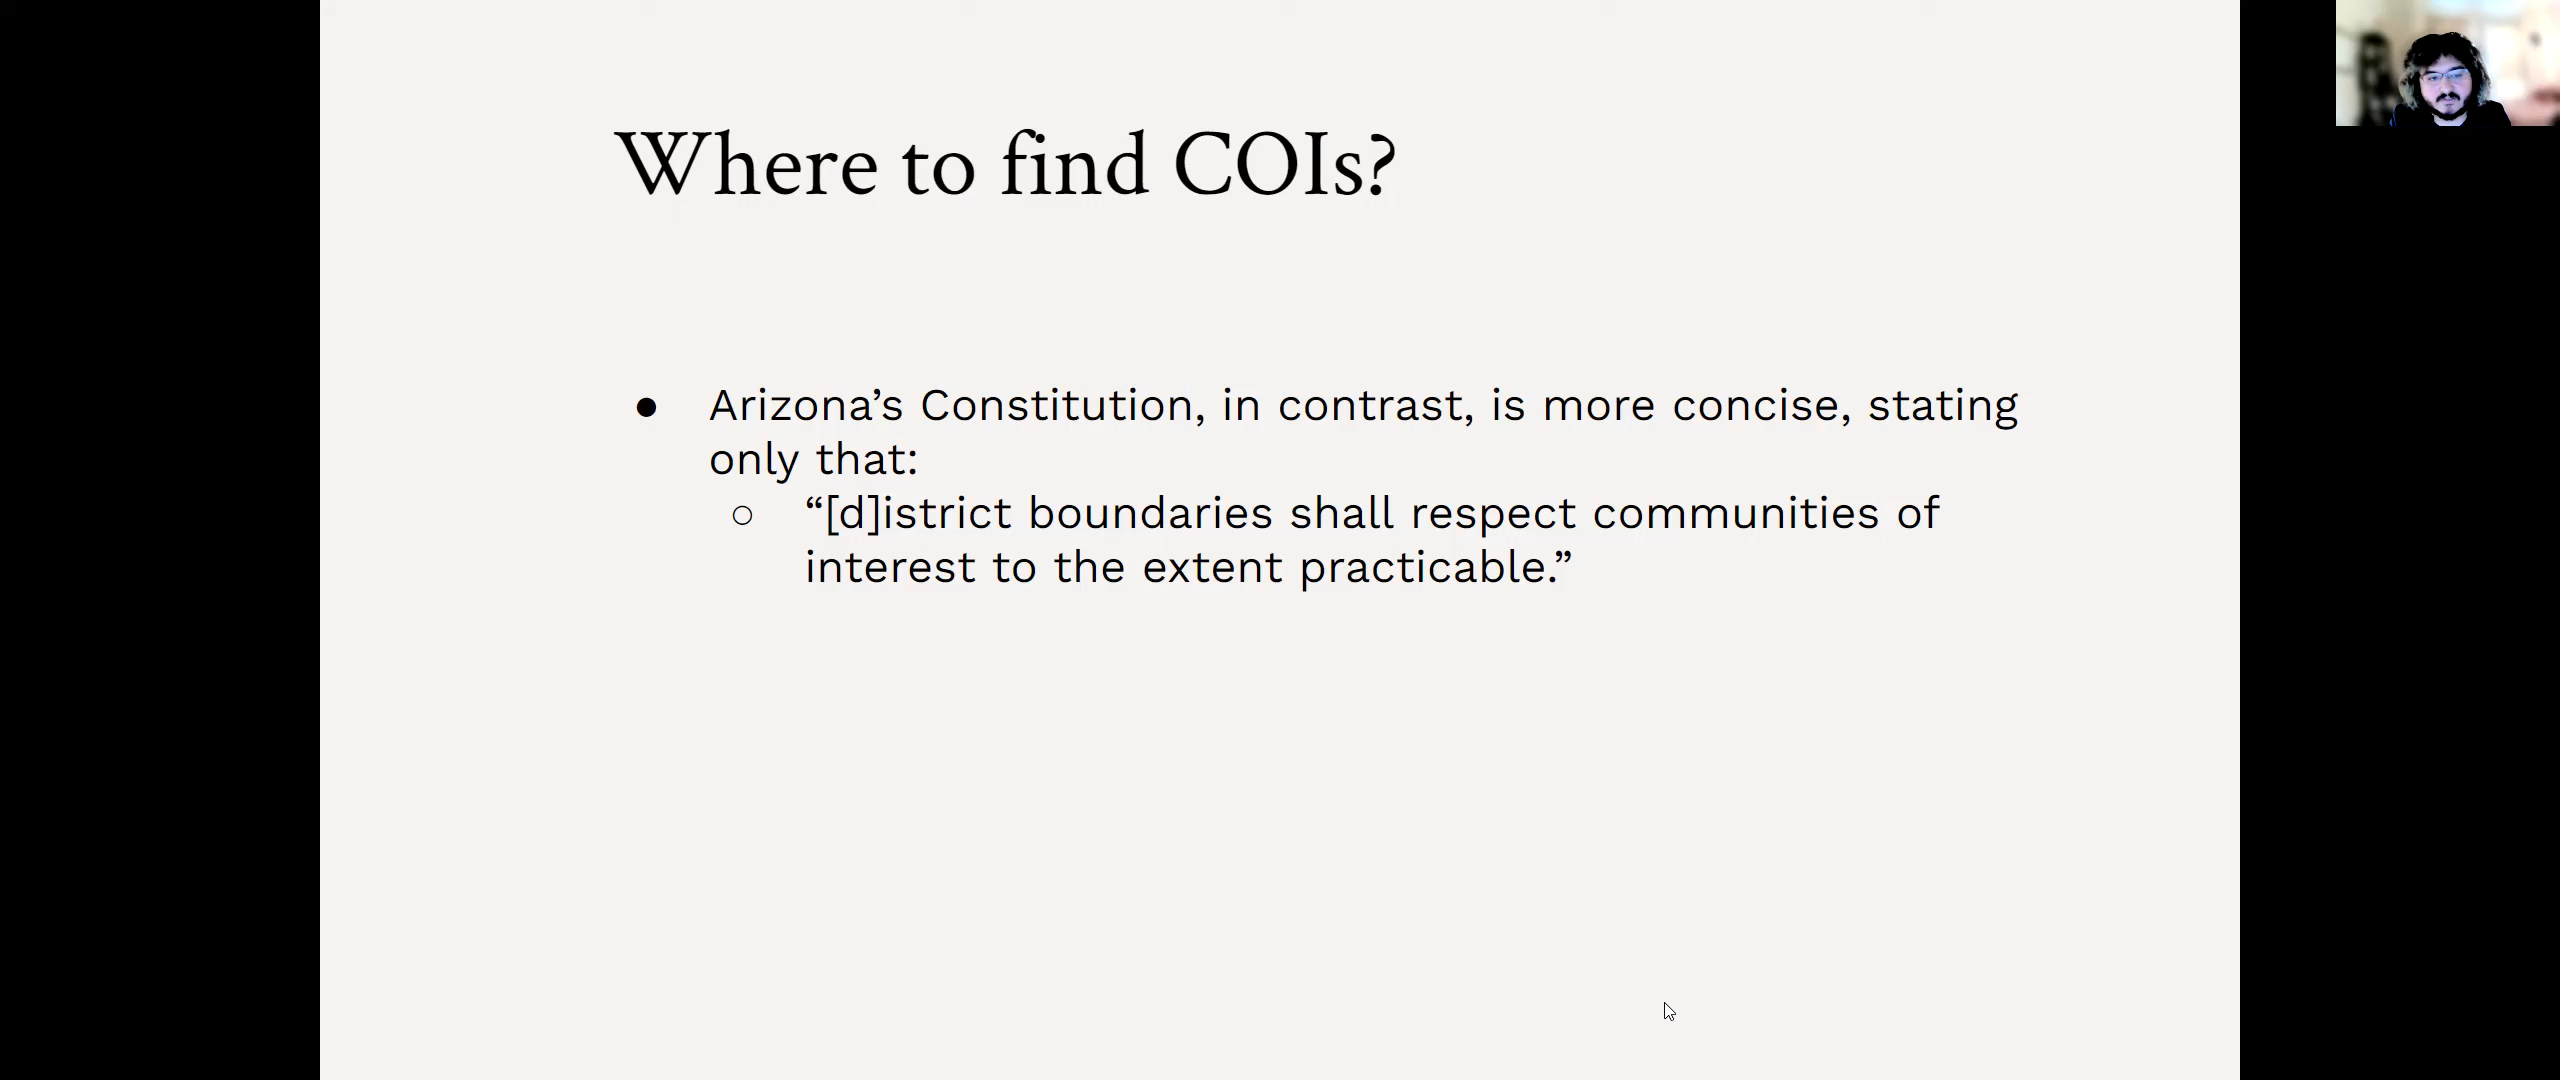 Where to find COIs?
● Arizona’s Constitution, in contrast, is more concise, stating
only that:
○ “[d]istrict boundaries shall respect communities of
interest to the extent practicable.”